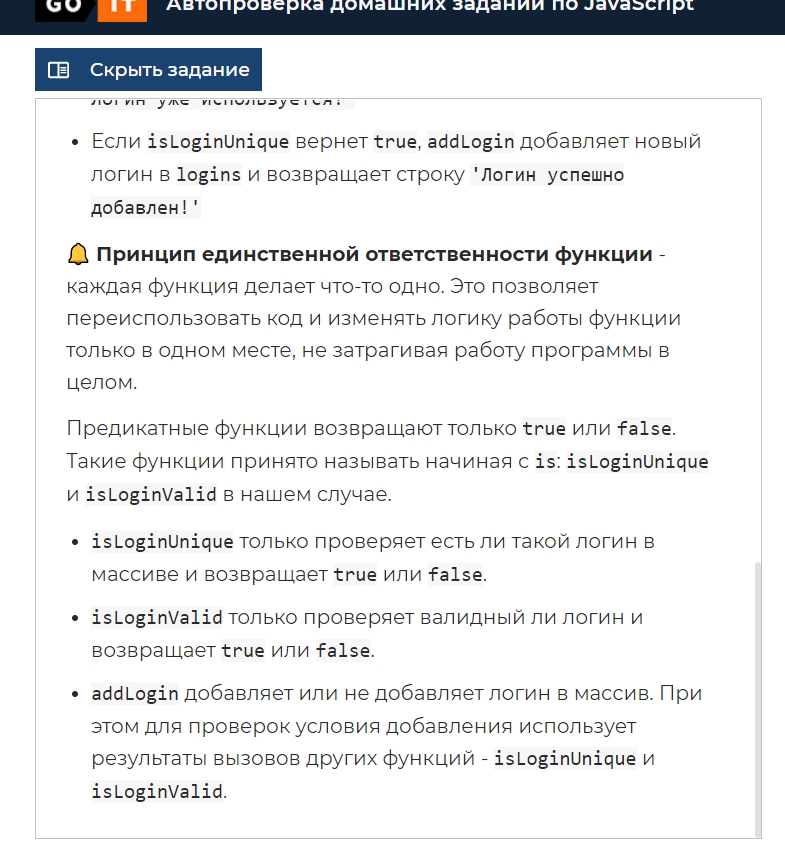 GO IT Автопроверка домашних заданий по JavaScript
Скрыть задание
логин уже используется!'
• Если isLoginUnique вернет true, addLogin добавляет новый
логин в logins и возвращает строку 'Логин успешно
добавлен!'
🔔 Принцип единственной ответственности функции -
каждая функция делает что-то одно. Это позволяет
переиспользовать код и изменять логику работы функции
только в одном месте, не затрагивая работу программы в
целом.
Предикатные функции возвращают только true или false.
Такие функции принято называть начиная с is: isLoginUnique
и isLoginValid в нашем случае.
• isLoginUnique только проверяет есть ли такой логин в
массиве и возвращает true или false.
• isLoginValid только проверяет валидный ли логин и
возвращает true или false.
• addLogin добавляет или не добавляет логин в массив. При
этом для проверок условия добавления использует
результаты вызовов других функций - isLoginUnique и
isLoginValid.